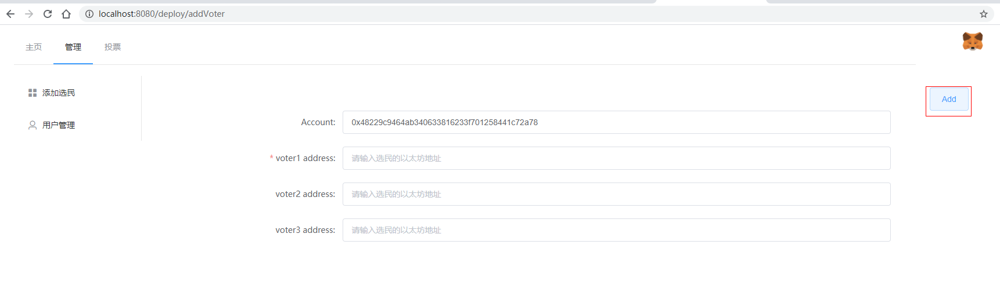 localhost:8080/deploy/addVoter
主页 管理 投票
添加选民
用户管理
Add
Account: 0x48229c9464ab340633816233f701258441c72a78
* voter1 address: 请输入选民的以太坊地址
voter2 address: 请输入选民的以太坊地址
voter3 address: 请输入选民的以太坊地址